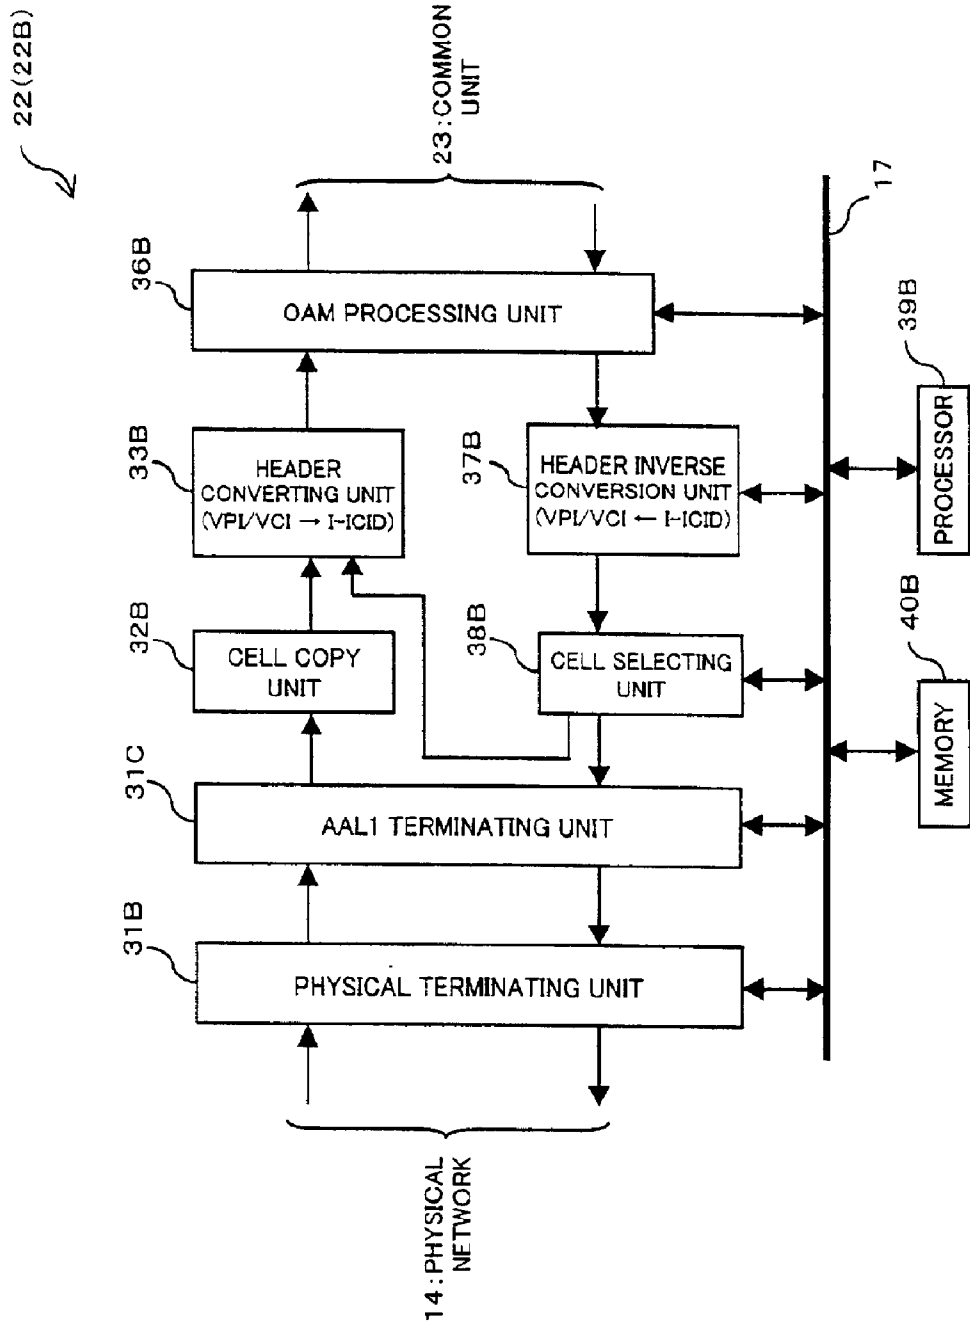 22(22B)
23:COMMON
UNIT
36B
OAM PROCESSING UNIT
33B
HEADER
CONVERTING UNIT
(VPI/VCI → I-ICID)
37B
HEADER INVERSE
CONVERSION UNIT
(VPI/VCI ← I-ICID)
32B
CELL COPY
UNIT
38B
CELL SELECTING
UNIT
31C
AAL1 TERMINATING UNIT
31B
PHYSICAL TERMINATING UNIT
14:PHYSICAL
NETWORK
17
39B
PROCESSOR
40B
MEMORY